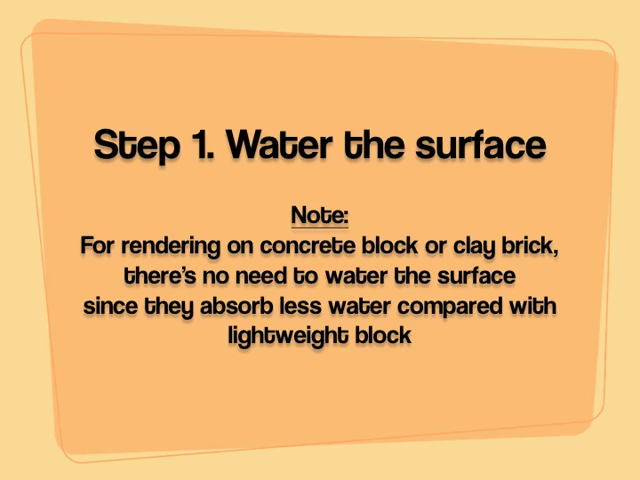 Step 1. Water the surface
Note:
For rendering on concrete block or clay brick,
there's no need to water the surface
since they absorb less water compared with
lightweight block